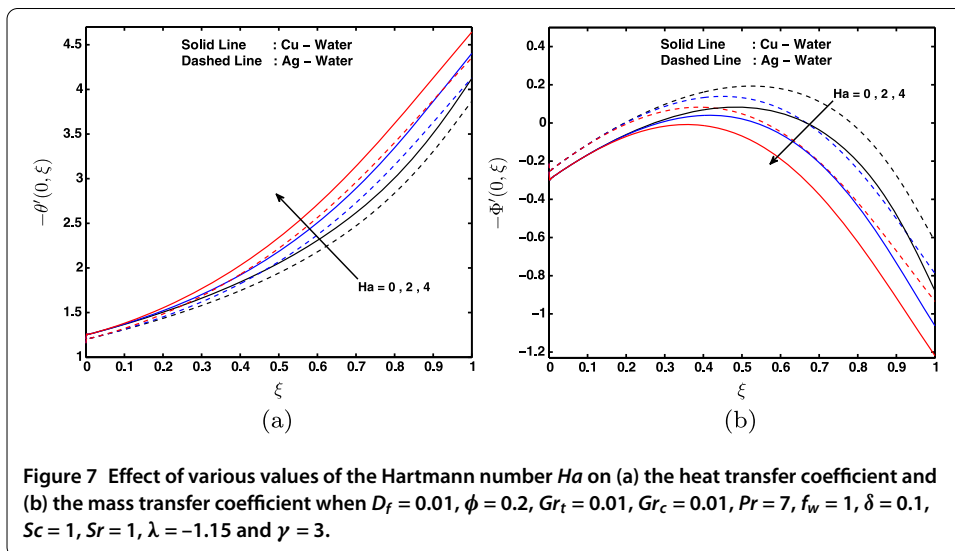 4.5
4
3.5
3
2.5
2
1.5
1
−θ′(0, ξ)
Solid Line : Cu − Water
Dashed Line : Ag − Water
Ha = 0 , 2 , 4
0 0.1 0.2 0.3 0.4 0.5 0.6 0.7 0.8 0.9 1
ξ
(a)
0.4
0.2
0
−0.2
−0.4
−0.6
−0.8
−1
−1.2
−Φ′(0, ξ)
Solid Line : Cu − Water
Dashed Line : Ag − Water
Ha = 0 , 2 , 4
0 0.1 0.2 0.3 0.4 0.5 0.6 0.7 0.8 0.9 1
ξ
(b)
Figure 7 Effect of various values of the Hartmann number Ha on (a) the heat transfer coefficient and
(b) the mass transfer coefficient when D_f = 0.01, ϕ = 0.2, Gr_t = 0.01, Gr_c = 0.01, Pr = 7, f_w = 1, δ = 0.1,
Sc = 1, Sr = 1, λ = –1.15 and γ = 3.